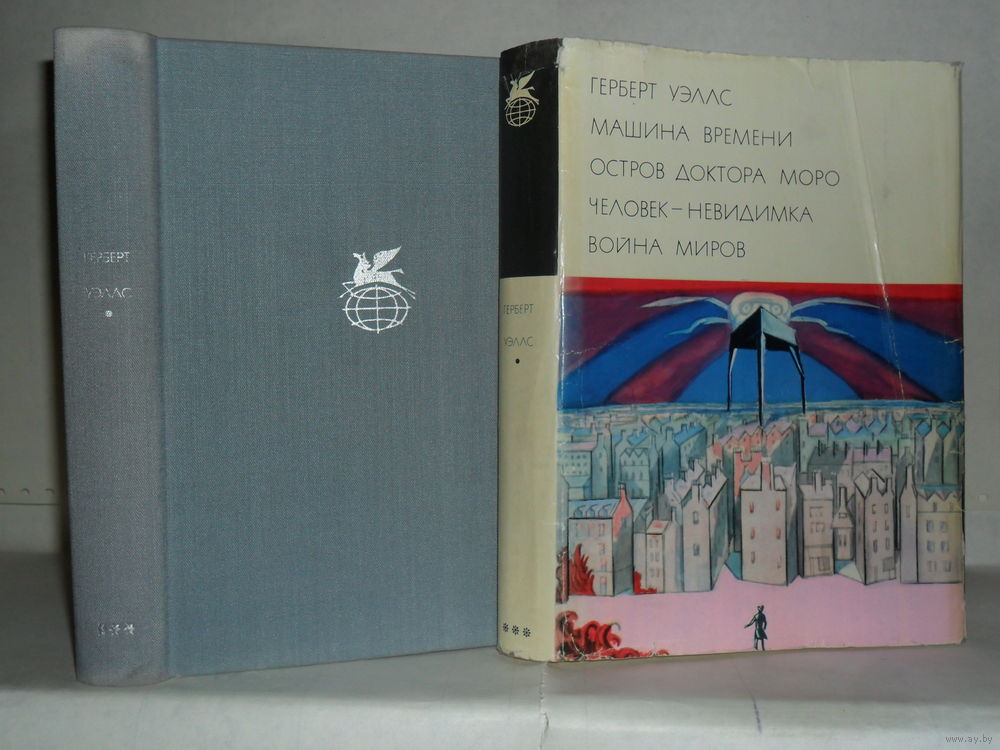 ГЕРБЕРТ
УЭЛЛС
*
***
ГЕРБЕРТ УЭЛЛС
МАШИНА ВРЕМЕНИ
ОСТРОВ ДОКТОРА МОРО
ЧЕЛОВЕК–НЕВИДИМКА
ВОЙНА МИРОВ
ГЕРБЕРТ
УЭЛЛС
•
***
www.ay.by